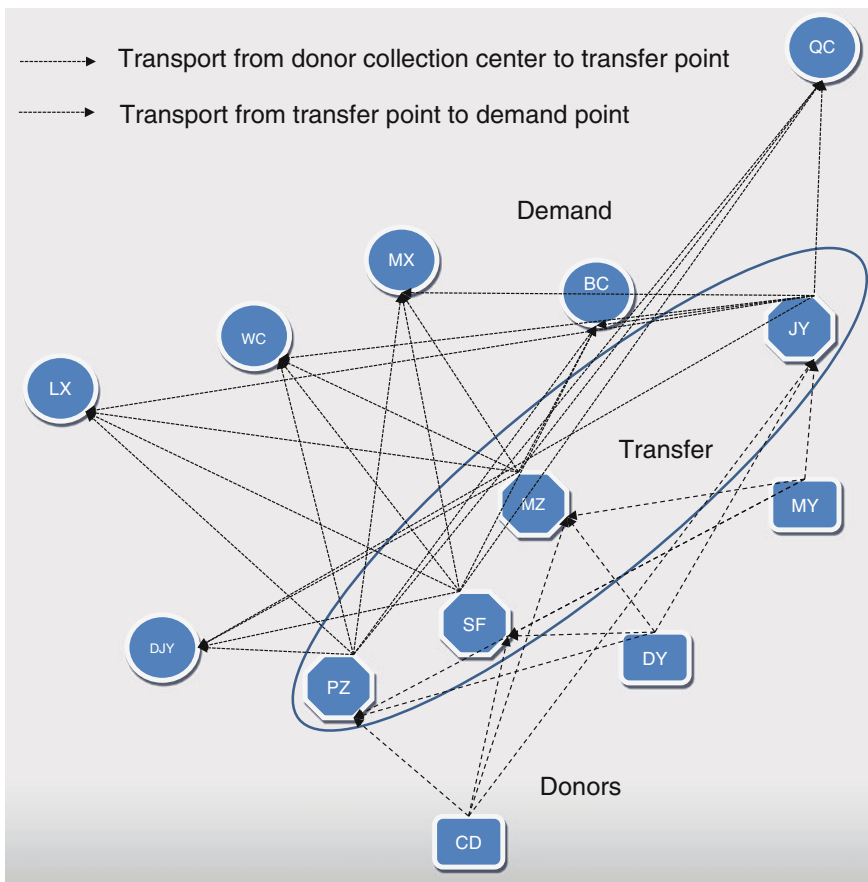 Transport from donor collection center to transfer point
QC
Transport from transfer point to demand point
Demand
MX
BC
WC
JY
LX
Transfer
MZ
MY
SF
DJY
DY
PZ
Donors
CD